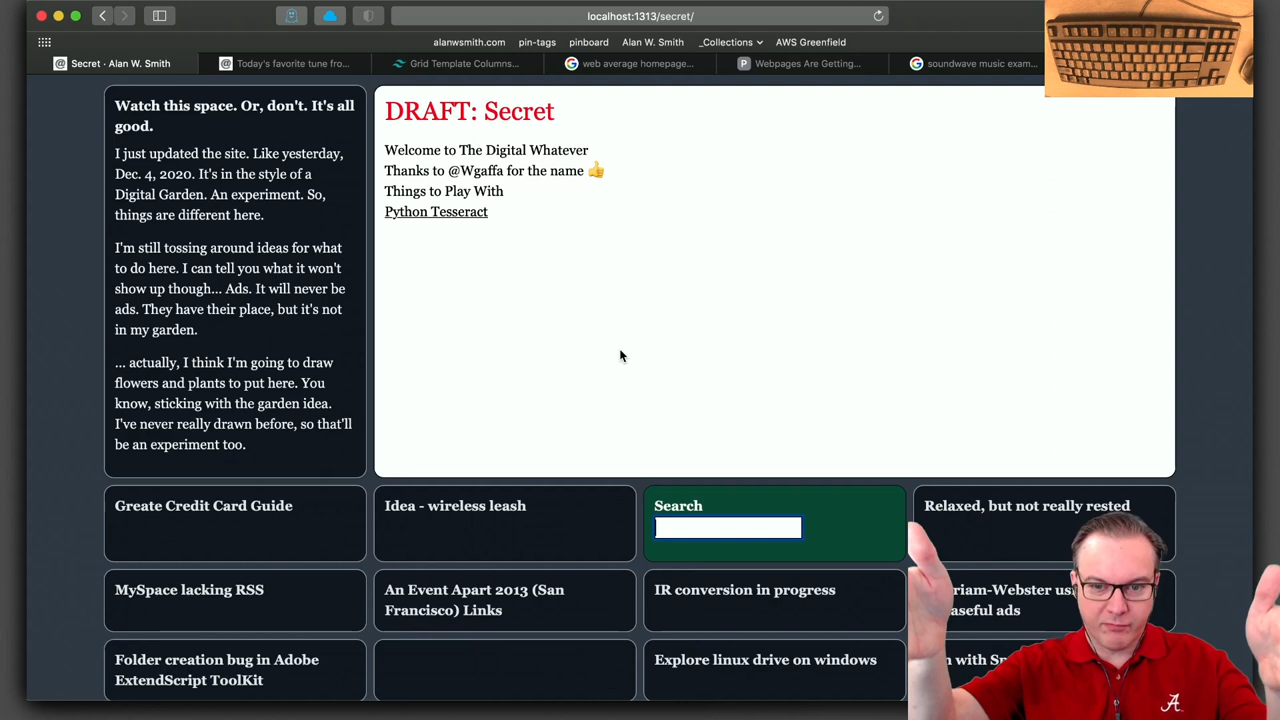 localhost:1313/secret/
alanwsmith.com pin-tags pinboard Alan W. Smith _Collections AWS Greenfield
Secret · Alan W. Smith
Today's favorite tune fro...
Grid Template Columns...
web average homepage...
Webpages Are Getting...
soundwave music exam...
Watch this space. Or, don't. It's all
good.
I just updated the site. Like yesterday,
Dec. 4, 2020. It's in the style of a
Digital Garden. An experiment. So,
things are different here.
I'm still tossing around ideas for what
to do here. I can tell you what it won't
show up though... Ads. It will never be
ads. They have their place, but it's not
in my garden.
... actually, I think I'm going to draw
flowers and plants to put here. You
know, sticking with the garden idea.
I've never really drawn before, so that'll
be an experiment too.
DRAFT: Secret
Welcome to The Digital Whatever
Thanks to @Wgaffa for the name 👍
Things to Play With
Python Tesseract
Greate Credit Card Guide
Idea - wireless leash
Search
Relaxed, but not really rested
MySpace lacking RSS
An Event Apart 2013 (San
Francisco) Links
IR conversion in progress
riam-Webster us
aseful ads
Folder creation bug in Adobe
ExtendScript ToolKit
Explore linux drive on windows
with Sp
A